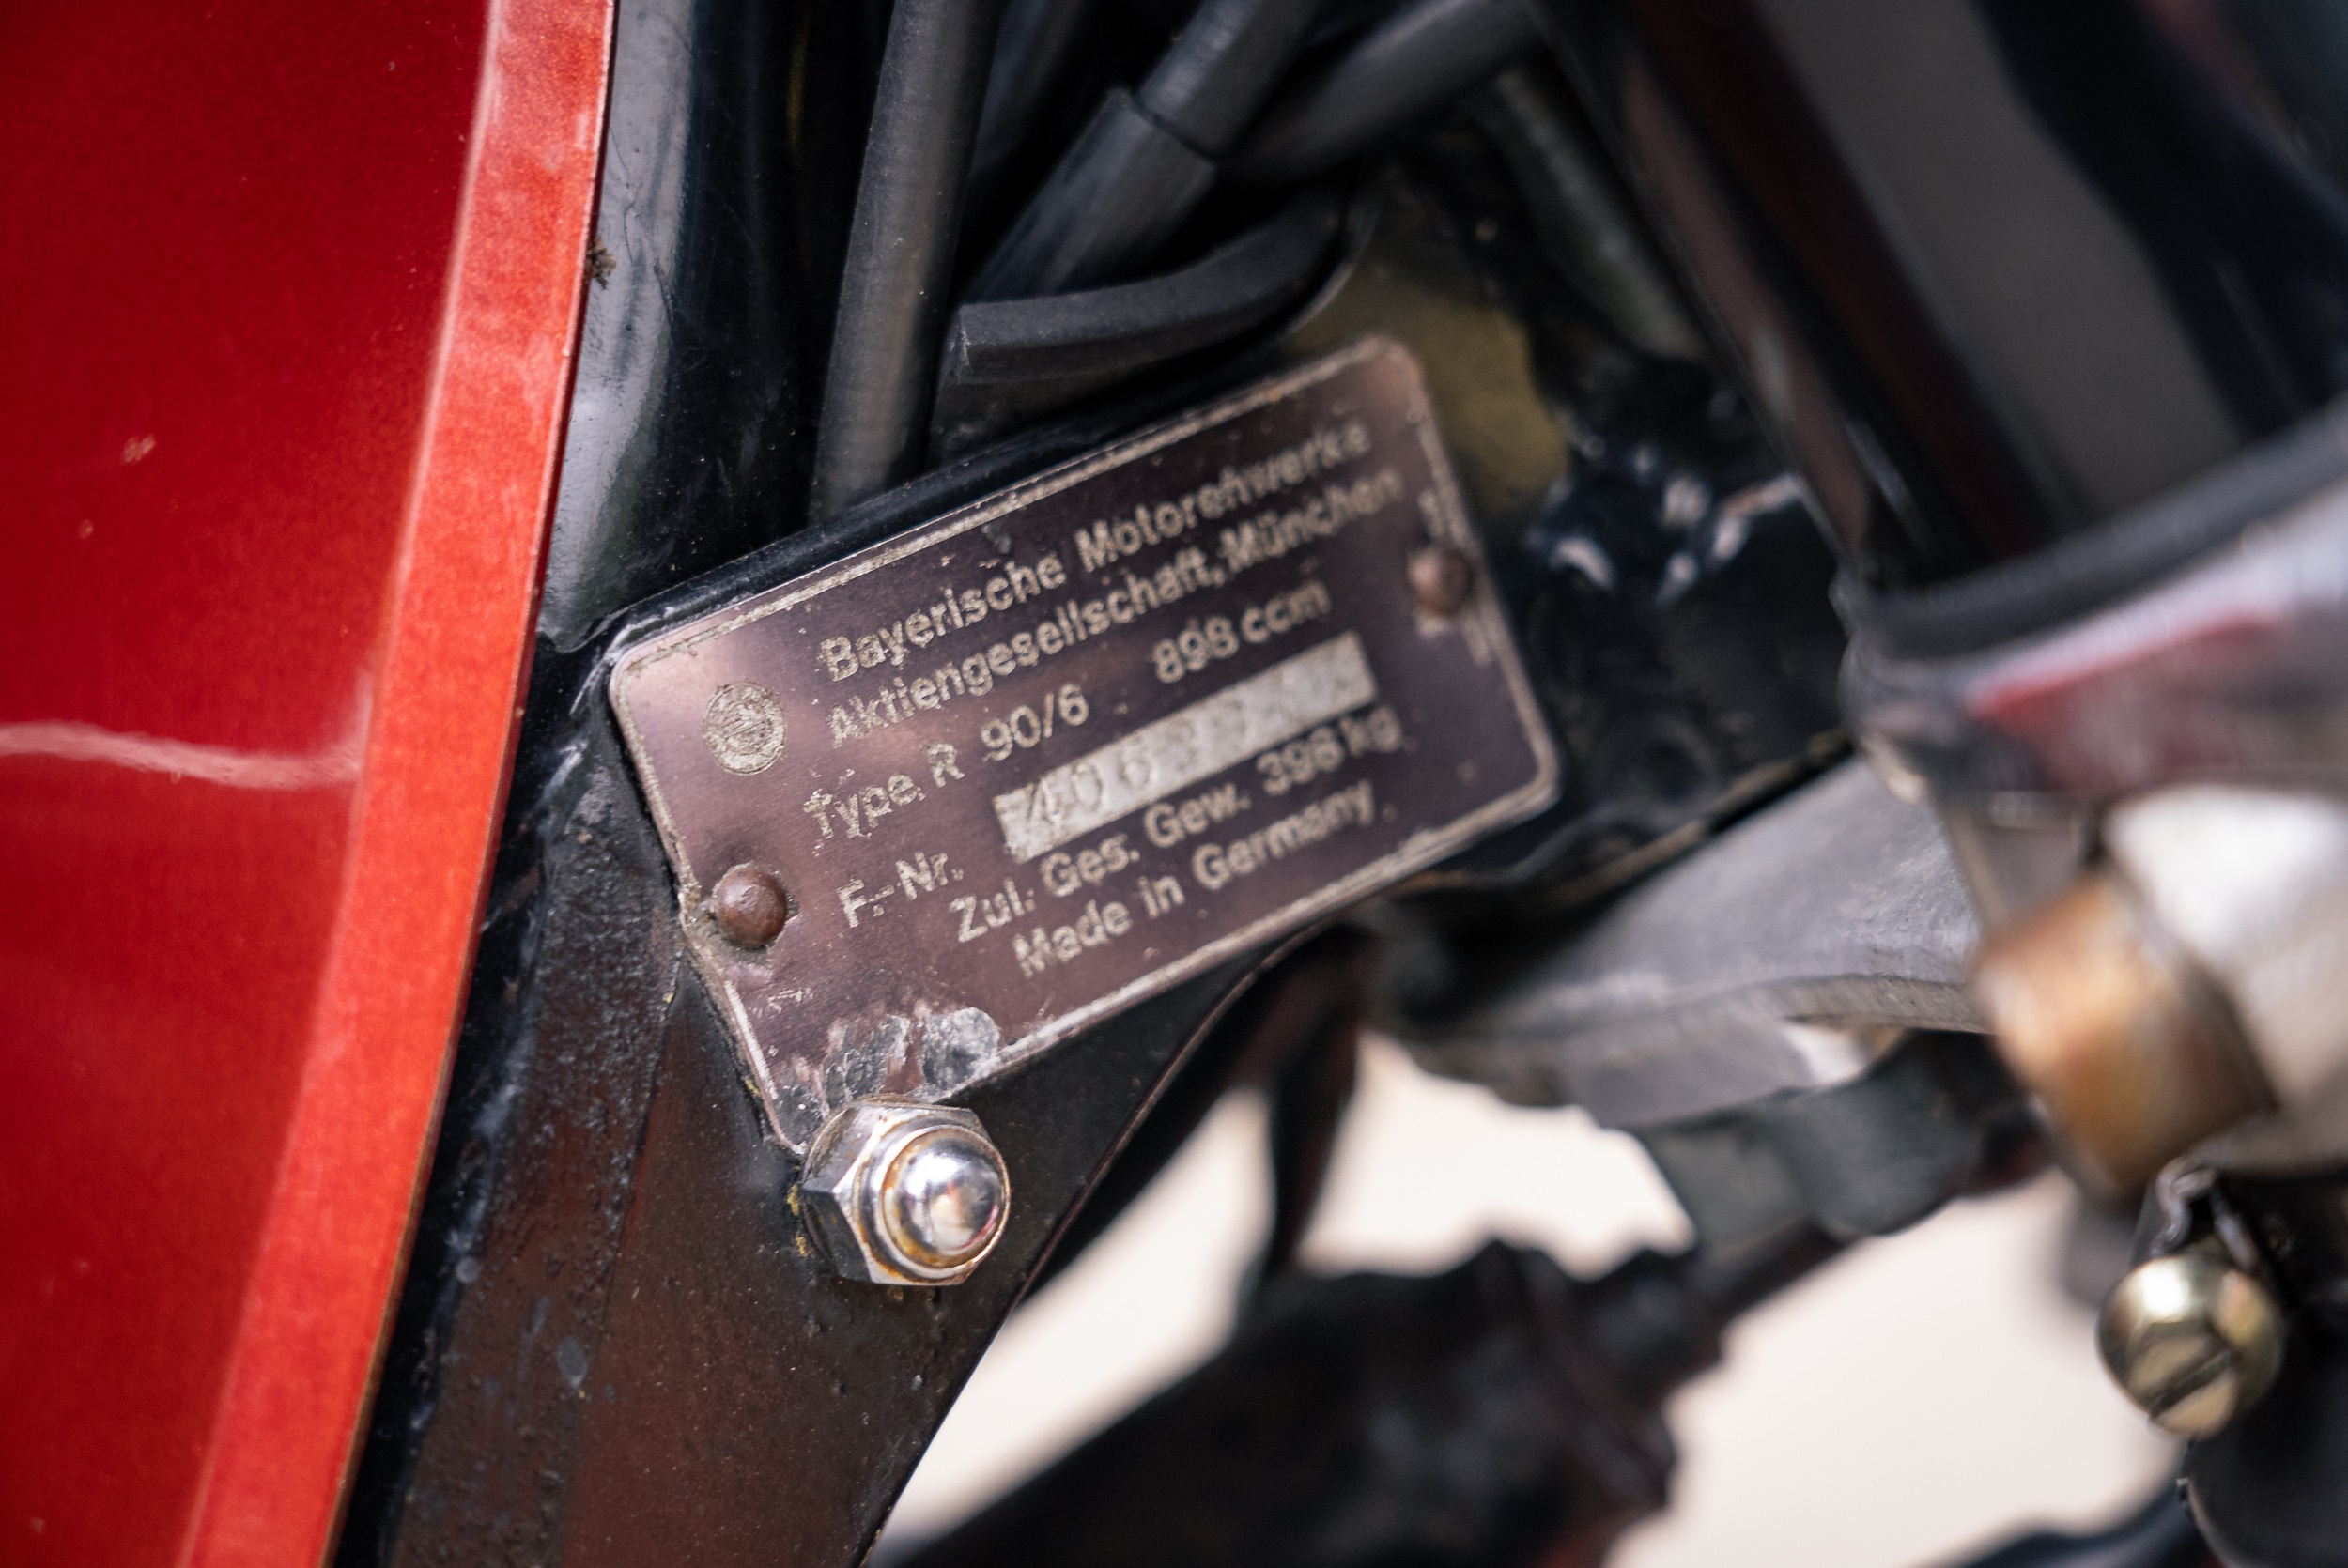 Bayerische Motorenwerke
Aktiengesellschaft, München
Type R 90/6 898 ccm
F.-Nr.
Zul. Ges. Gew. 398 kg
Made in Germany